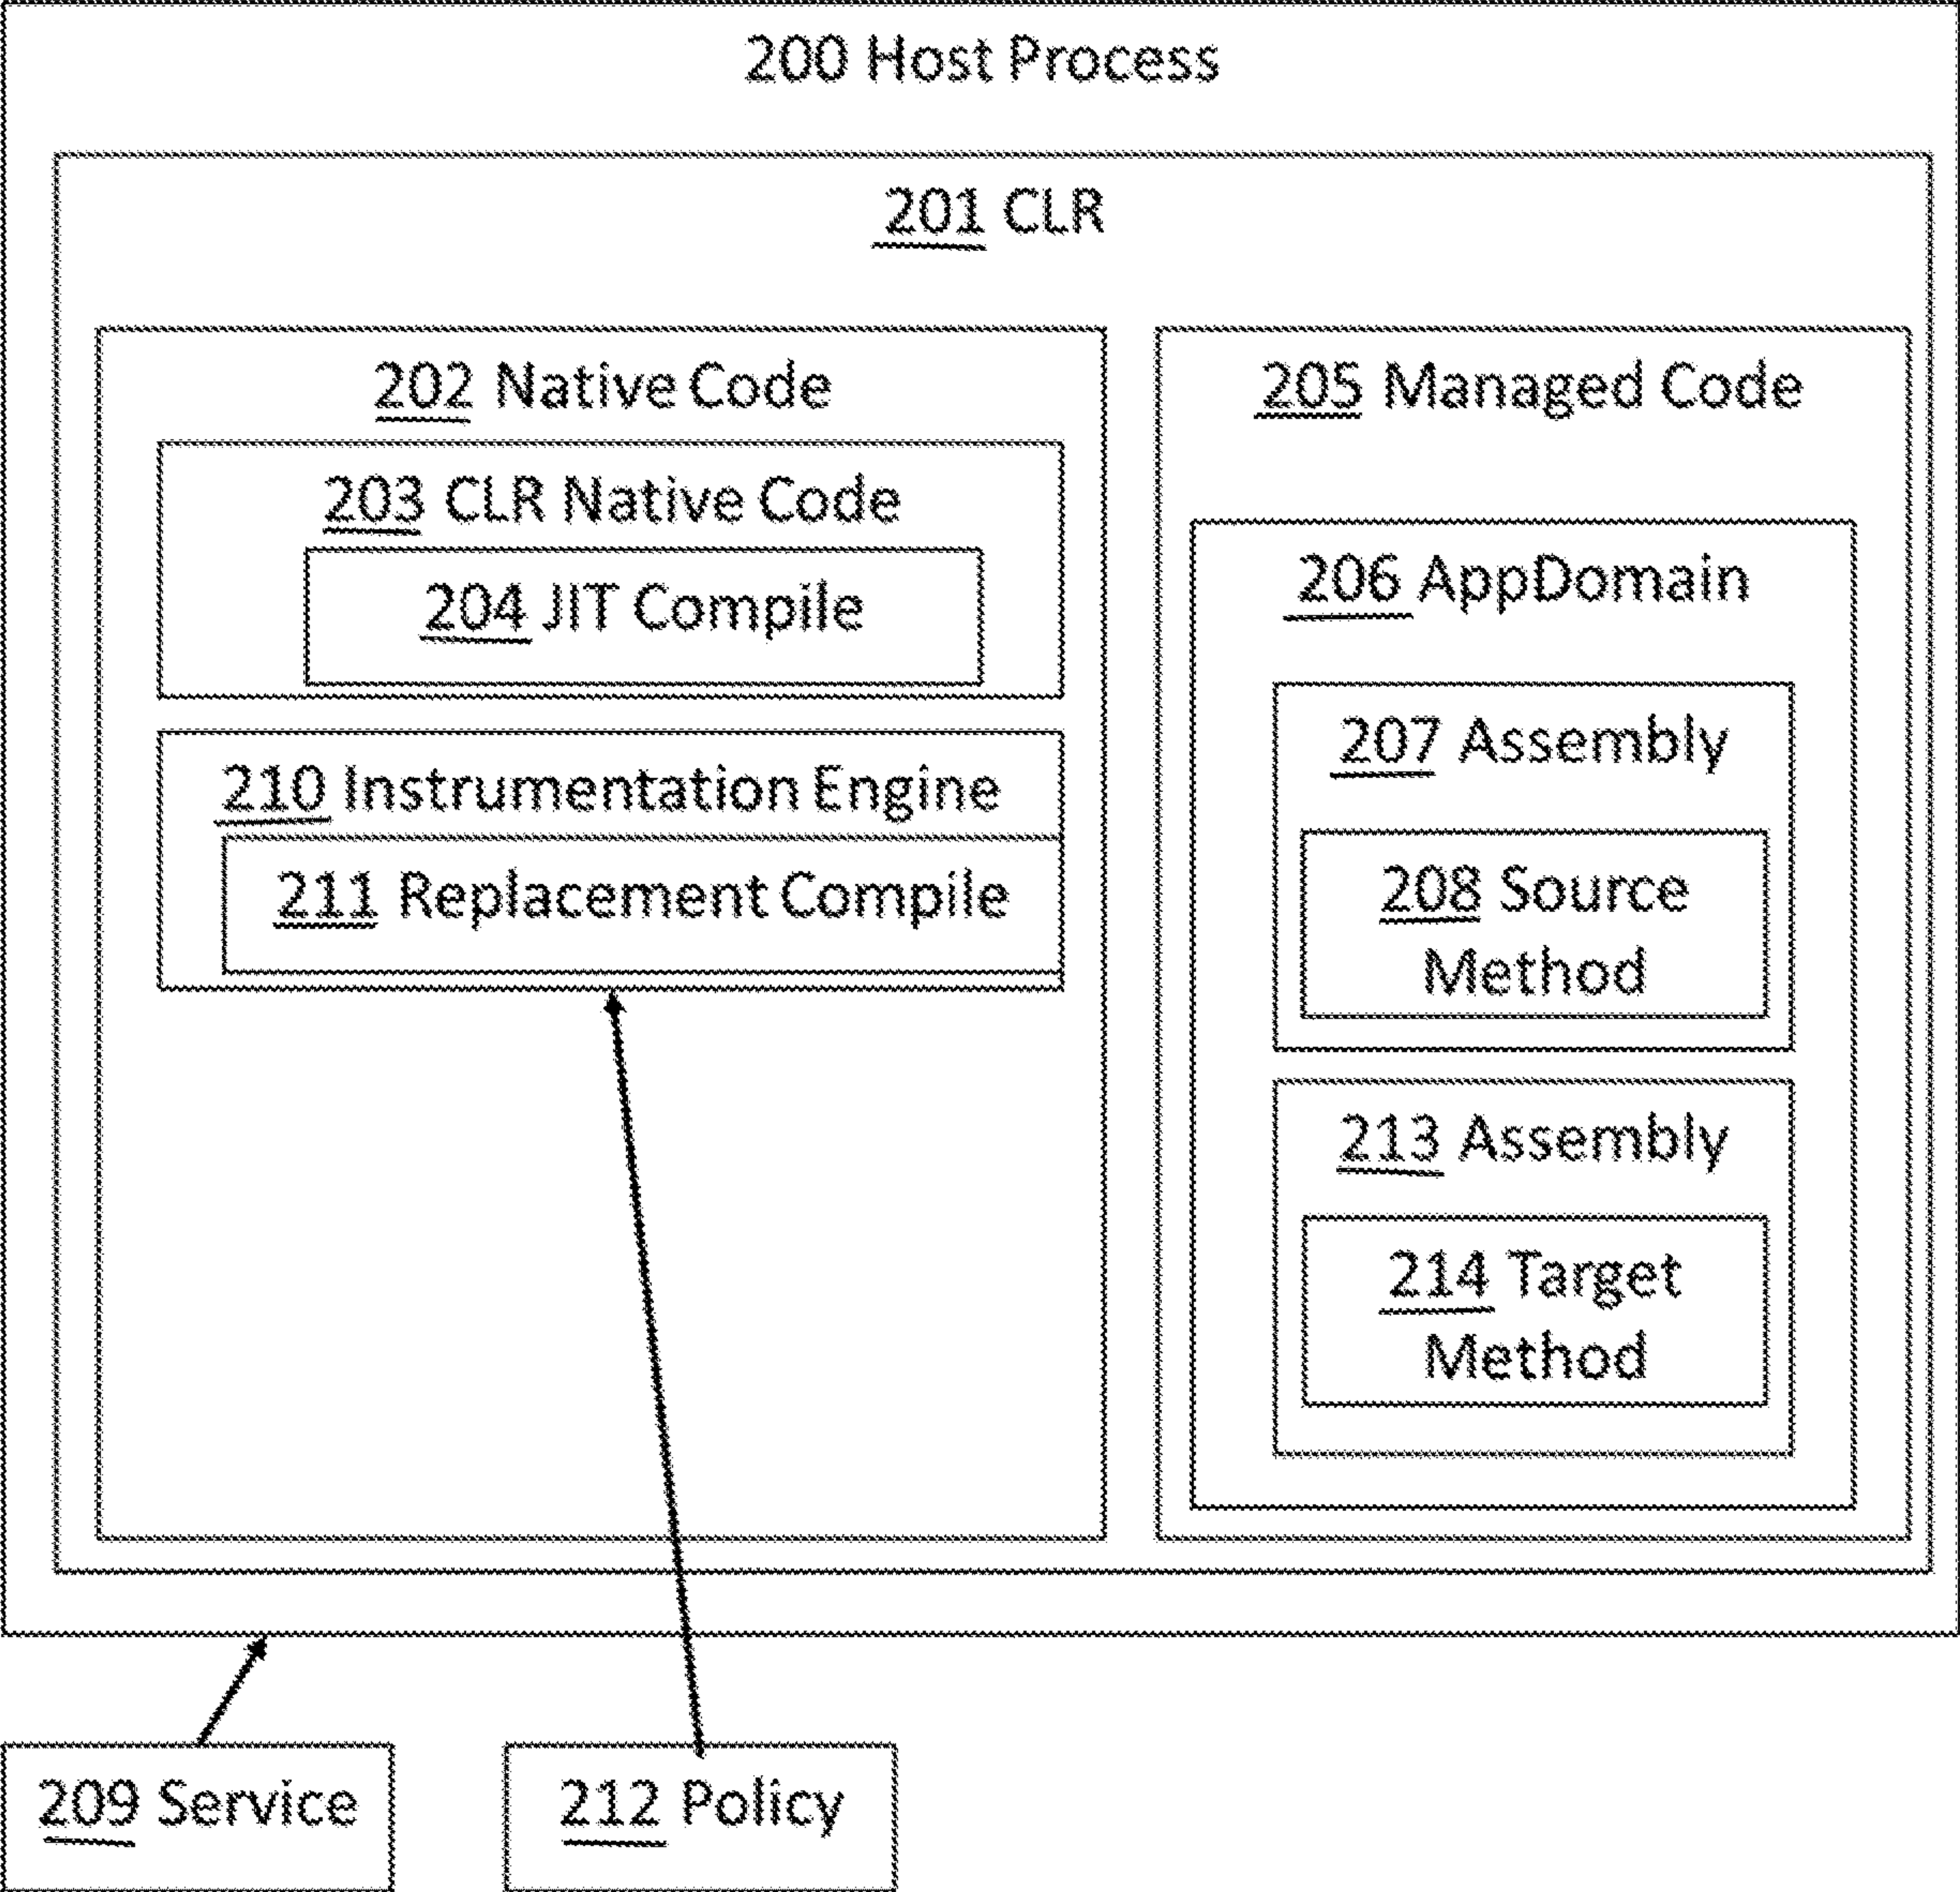 200 Host Process
201 CLR
202 Native Code
203 CLR Native Code
204 JIT Compile
210 Instrumentation Engine
211 Replacement Compile
205 Managed Code
206 AppDomain
207 Assembly
208 Source
Method
213 Assembly
214 Target
Method
209 Service
212 Policy